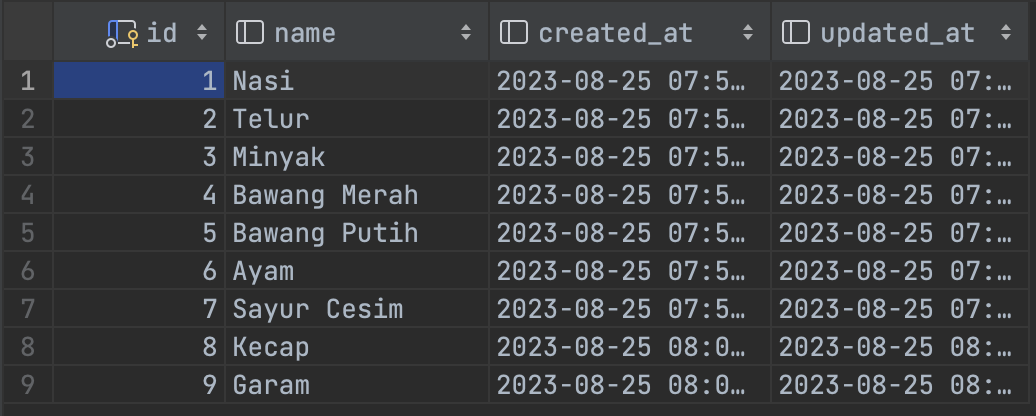 id name created_at updated_at
1 1 Nasi 2023-08-25 07:5… 2023-08-25 07:…
2 2 Telur 2023-08-25 07:5… 2023-08-25 07:…
3 3 Minyak 2023-08-25 07:5… 2023-08-25 07:…
4 4 Bawang Merah 2023-08-25 07:5… 2023-08-25 07:…
5 5 Bawang Putih 2023-08-25 07:5… 2023-08-25 07:…
6 6 Ayam 2023-08-25 07:5… 2023-08-25 07:…
7 7 Sayur Cesim 2023-08-25 07:5… 2023-08-25 07:…
8 8 Kecap 2023-08-25 08:0… 2023-08-25 08:…
9 9 Garam 2023-08-25 08:0… 2023-08-25 08:…